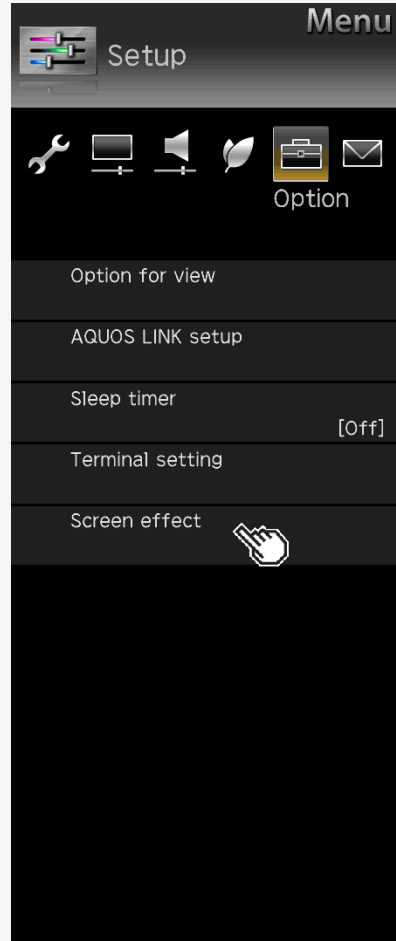 Menu
Setup
Option
Option for view
AQUOS LINK setup
Sleep timer
[Off]
Terminal setting
Screen effect